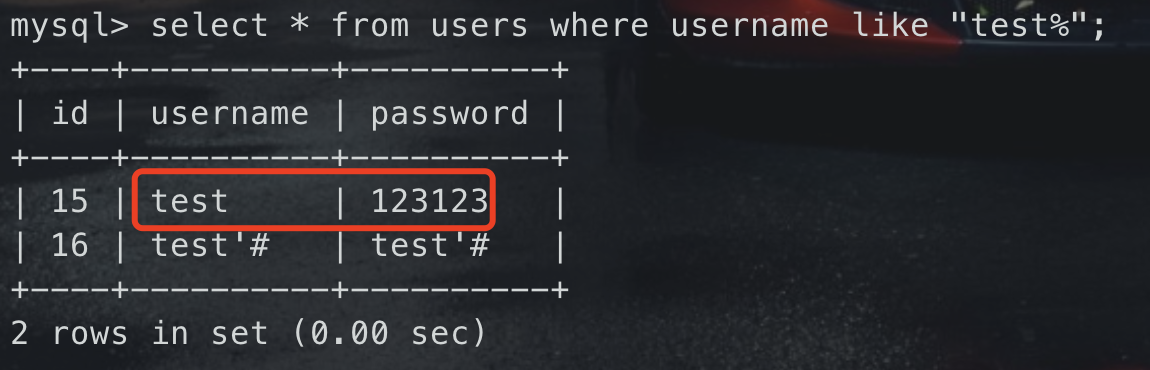 mysql> select * from users where username like "test%";
+----+----------+----------+
| id | username | password |
+----+----------+----------+
| 15 | test     | 123123   |
| 16 | test'#   | test'#   |
+----+----------+----------+
2 rows in set (0.00 sec)